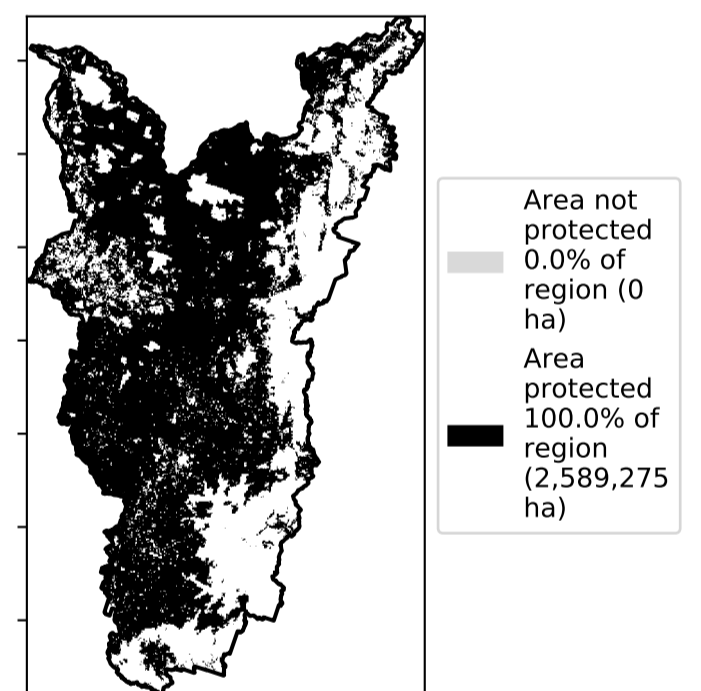 Area not
protected
0.0% of
region (0
ha)
Area
protected
100.0% of
region
(2,589,275
ha)